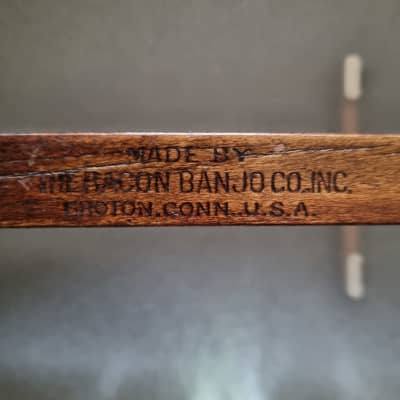 MADE BY
THE BACON BANJO CO. INC.
GROTON. CONN. U.S.A.